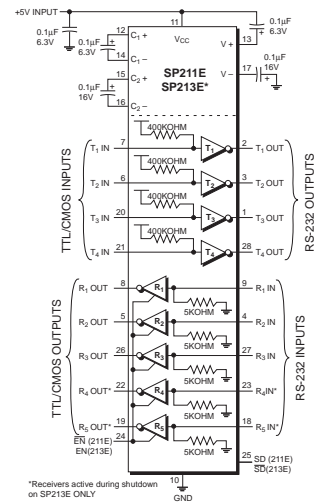 +5V INPUT
11
VCC
0.1µF
6.3V
12
C1 +
0.1µF
6.3V
14
C1 –
V +
13
0.1µF
6.3V
15
C2 +
0.1µF
16V
16
C2 –
V –
17
0.1µF
16V
SP211E
SP213E*
TTL/CMOS INPUTS
RS-232 OUTPUTS
400KOHM
T1 IN 7 T1 2 T1 OUT
400KOHM
T2 IN 6 T2 3 T2 OUT
400KOHM
T3 IN 20 T3 1 T3 OUT
400KOHM
T4 IN 21 T4 28 T4 OUT
TTL/CMOS OUTPUTS
RS-232 INPUTS
R1 OUT 8 R1 9 R1 IN
5KOHM
R2 OUT 5 R2 4 R2 IN
5KOHM
R3 OUT 26 R3 27 R3 IN
5KOHM
R4 OUT* 22 R4 23 R4IN*
5KOHM
R5 OUT* 19 R5 18 R5 IN*
5KOHM
EN (211E)
24
EN(213E)
25 SD (211E)
SD(213E)
*Receivers active during shutdown
on SP213E ONLY
10
GND